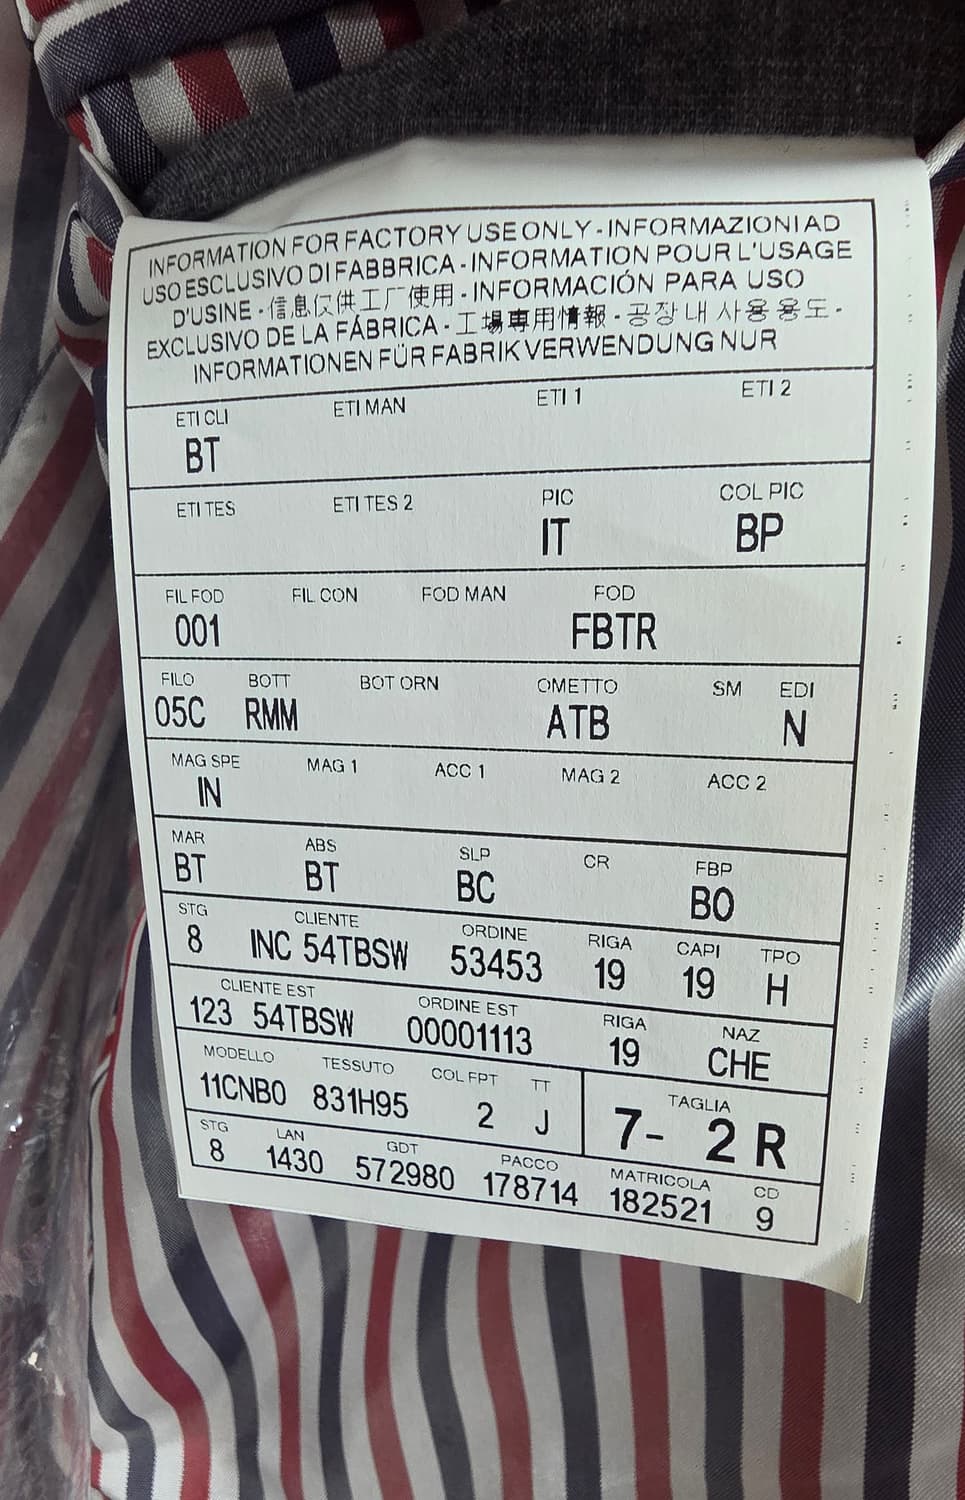 INFORMATION FOR FACTORY USE ONLY - INFORMAZIONI AD
USO ESCLUSIVO DI FABBRICA - INFORMATION POUR L'USAGE
D'USINE - 信息仅供工厂使用 - INFORMACIÓN PARA USO
EXCLUSIVO DE LA FÁBRICA - 工場専用情報 - 공장 내 사용 용도 -
INFORMATIONEN FÜR FABRIK VERWENDUNG NUR
ETI CLI ETI MAN ETI 1 ETI 2
BT
ETI TES ETI TES 2 PIC COL PIC
IT BP
FIL FOD FIL CON FOD MAN FOD
001 FBTR
FILO BOTT BOT ORN OMETTO SM EDI
05C RMM ATB N
MAG SPE MAG 1 ACC 1 MAG 2 ACC 2
IN
MAR ABS SLP CR FBP
BT BT BC BO
STG CLIENTE ORDINE RIGA CAPI TPO
8 INC 54TBSW 53453 19 19 H
CLIENTE EST ORDINE EST RIGA NAZ
123 54TBSW 00001113 19 CHE
MODELLO TESSUTO COL FPT TT TAGLIA
11CNB0 831H95 2 J 7- 2 R
STG LAN GDT PACCO MATRICOLA CD
8 1430 572980 178714 182521 9